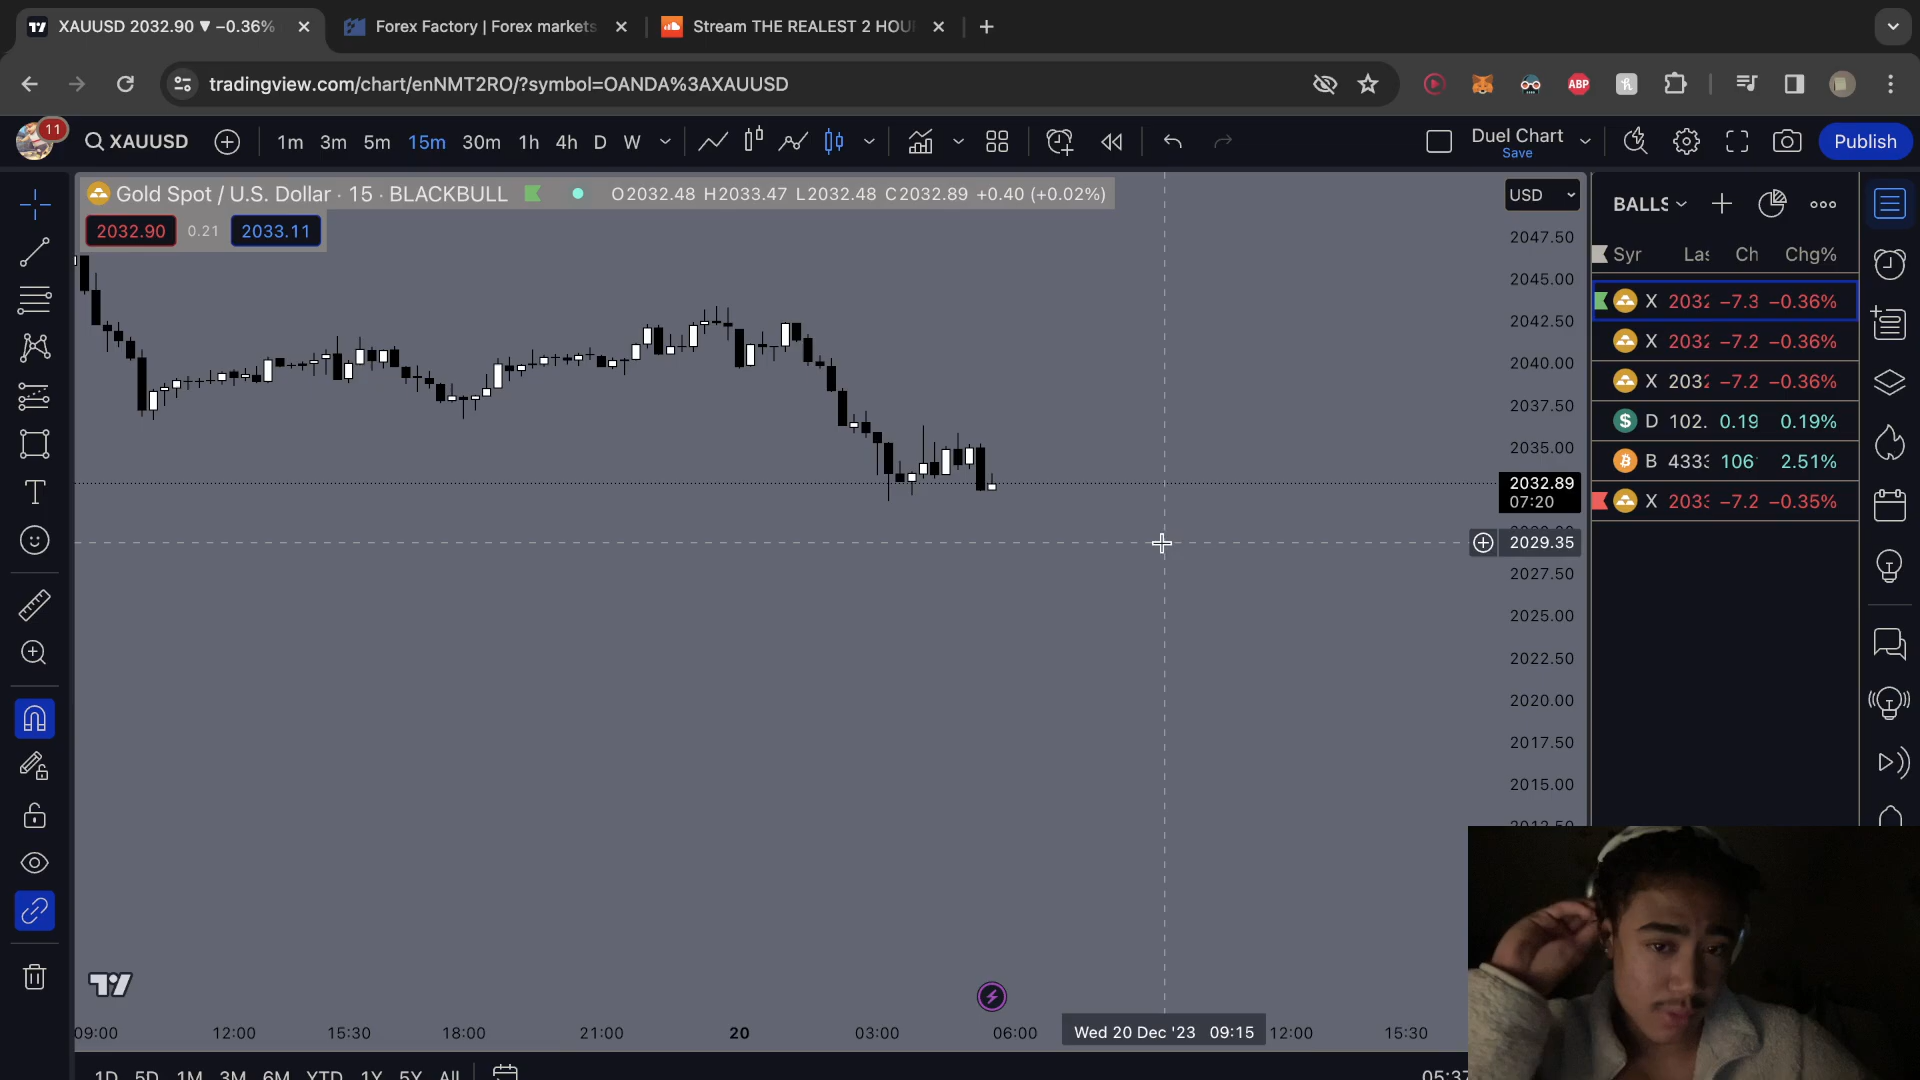 XAUUSD 2032.90 ▼ −0.36%
Forex Factory | Forex markets
Stream THE REALEST 2 HOU
tradingview.com/chart/enNMT2RO/?symbol=OANDA%3AXAUUSD
ABP
11
XAUUSD 1m 3m 5m 15m 30m 1h 4h D W Duel Chart Save Publish
Gold Spot / U.S. Dollar · 15 · BLACKBULL O2032.48 H2033.47 L2032.48 C2032.89 +0.40 (+0.02%)
2032.90 0.21 2033.11
USD
2047.50
2045.00
2042.50
2040.00
2037.50
2035.00
2032.89
07:20
2029.35
2027.50
2025.00
2022.50
2020.00
2017.50
2015.00
BALLS
Syr Las Ch Chg%
X 2032 −7.3 −0.36%
X 2032 −7.2 −0.36%
X 2032 −7.2 −0.36%
D 102. 0.19 0.19%
B 4333 106 2.51%
X 2033 −7.2 −0.35%
09:00 12:00 15:30 18:00 21:00 20 03:00 06:00 Wed 20 Dec '23 09:15 12:00 15:30
1D 5D 1M 3M 6M YTD 1Y 5Y All 05:37